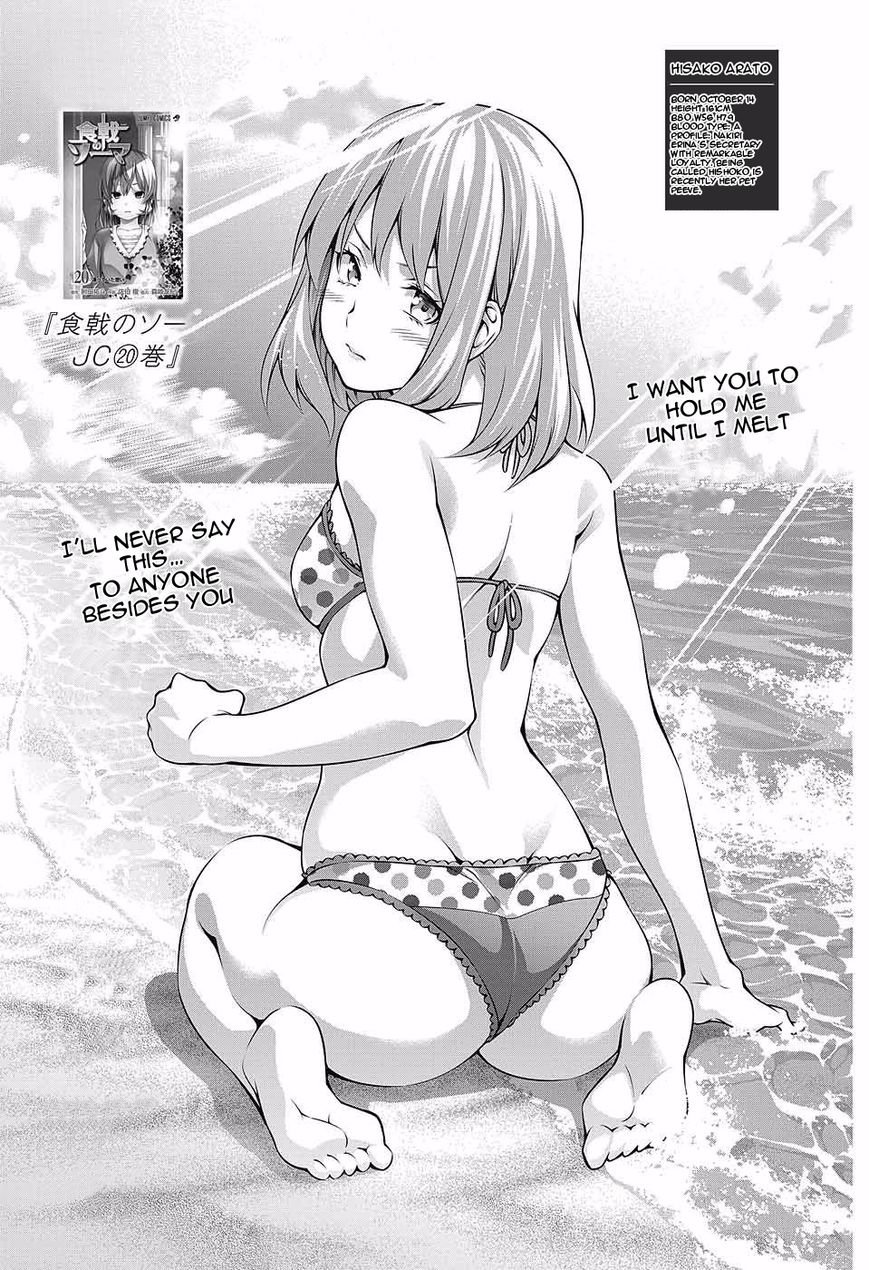 HISAKO ARATO
BORN OCTOBER 14
HEIGHT: 161CM
B80, W56, H79
BLOOD TYPE: A
PROFILE: NAKIRI
ERINA'S SECRETARY
WITH REMARKABLE
LOYALTY. BEING
CALLED HISHOKO IS
RECENTLY HER PET
PEEVE.
JUMP COMICS
食戟の
ソーマ
20
『食戟のソー
JC⑳巻』
I WANT YOU TO
HOLD ME
UNTIL I MELT
I'LL NEVER SAY
THIS...
TO ANYONE
BESIDES YOU